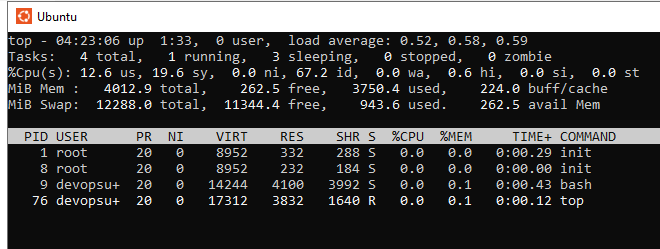 Ubuntu
top - 04:23:06 up  1:33,  0 user,  load average: 0.52, 0.58, 0.59
Tasks:   4 total,   1 running,   3 sleeping,   0 stopped,   0 zombie
%Cpu(s): 12.6 us, 19.6 sy,  0.0 ni, 67.2 id,  0.0 wa,  0.6 hi,  0.0 si,  0.0 st
MiB Mem :   4012.9 total,    262.5 free,   3750.4 used,    224.0 buff/cache
MiB Swap:  12288.0 total,  11344.4 free,    943.6 used.    262.5 avail Mem
PID USER      PR  NI    VIRT    RES    SHR S  %CPU  %MEM     TIME+ COMMAND
1 root      20   0    8952    332    288 S   0.0   0.0   0:00.29 init
8 root      20   0    8952    232    184 S   0.0   0.0   0:00.00 init
9 devopsu+  20   0   14244   4100   3992 S   0.0   0.1   0:00.43 bash
76 devopsu+  20   0   17312   3832   1640 R   0.0   0.1   0:00.12 top